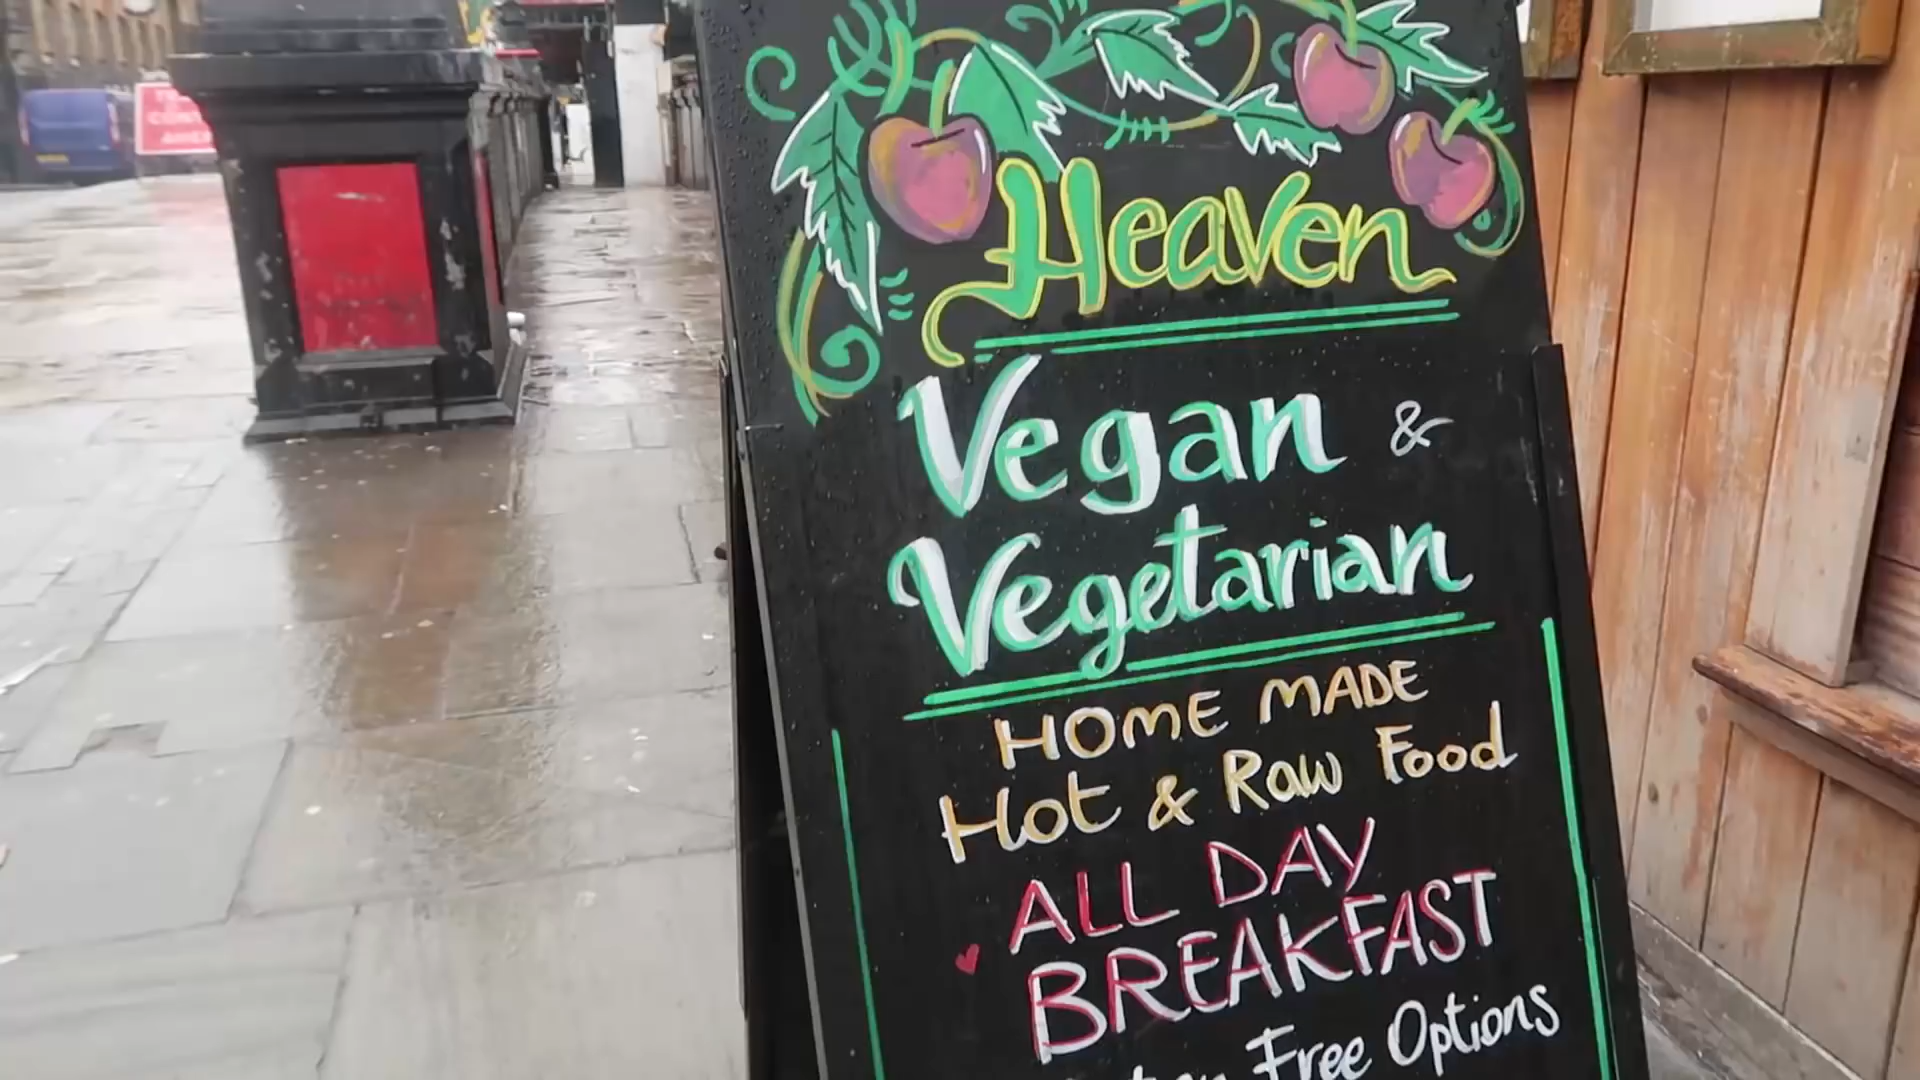 Heaven
Vegan &
Vegetarian
HOME MADE
Hot & Raw Food
ALL DAY
BREAKFAST
Free Options